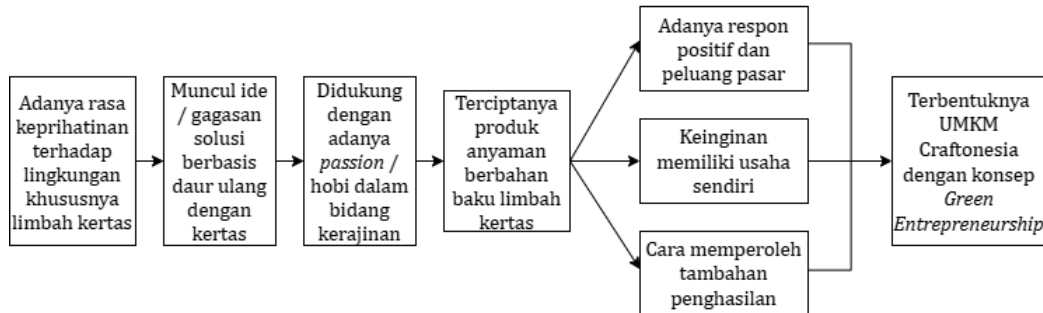 Adanya rasa
keprihatinan
terhadap
lingkungan
khususnya
limbah kertas
Muncul ide
/ gagasan
solusi
berbasis
daur ulang
dengan
kertas
Didukung
dengan
adanya
passion /
hobi dalam
bidang
kerajinan
Terciptanya
produk
anyaman
berbahan
baku limbah
kertas
Adanya respon
positif dan
peluang pasar
Keinginan
memiliki usaha
sendiri
Cara memperoleh
tambahan
penghasilan
Terbentuknya
UMKM
Craftonesia
dengan konsep
Green
Entrepreneurship